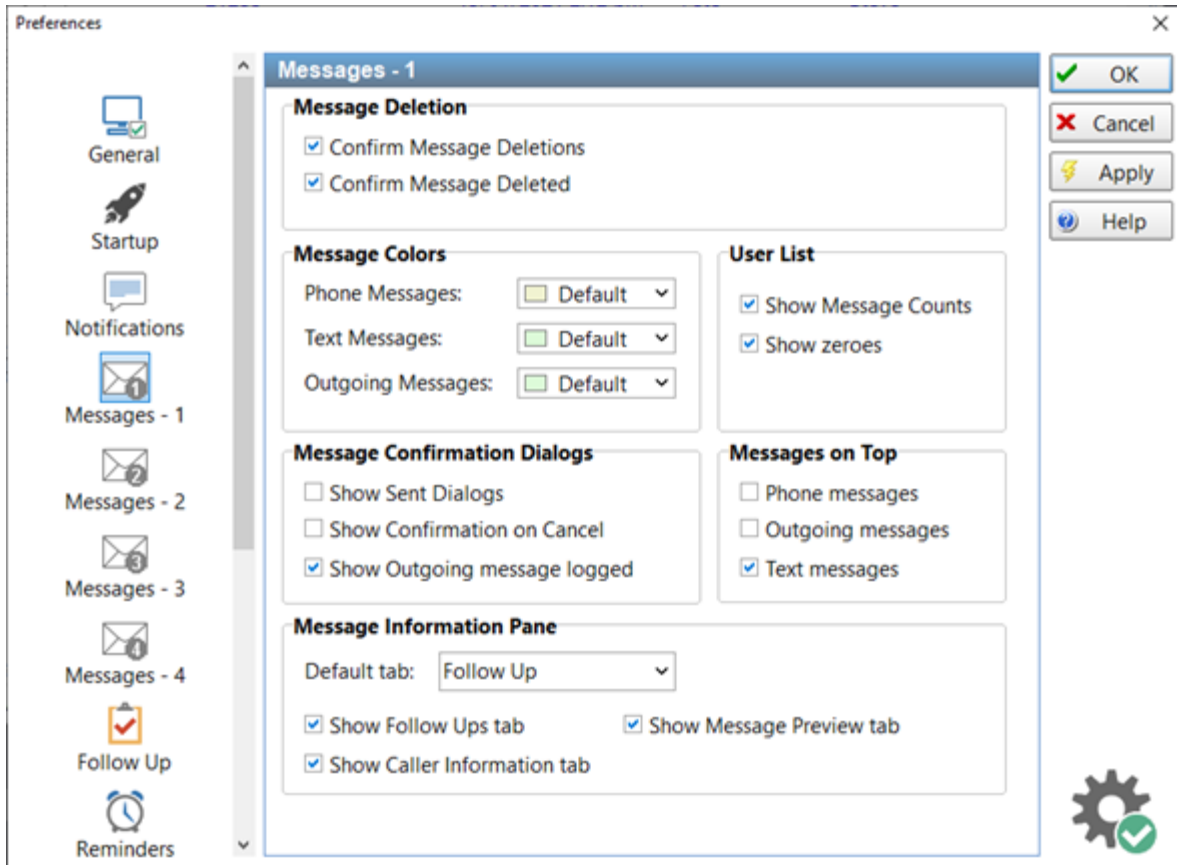 Preferences
General
Startup
Notifications
1
Messages - 1
2
Messages - 2
3
Messages - 3
4
Messages - 4
Follow Up
Reminders
Messages - 1
Message Deletion
Confirm Message Deletions
Confirm Message Deleted
Message Colors
Phone Messages: Default
Text Messages: Default
Outgoing Messages: Default
User List
Show Message Counts
Show zeroes
Message Confirmation Dialogs
Show Sent Dialogs
Show Confirmation on Cancel
Show Outgoing message logged
Messages on Top
Phone messages
Outgoing messages
Text messages
Message Information Pane
Default tab: Follow Up
Show Follow Ups tab Show Message Preview tab
Show Caller Information tab
OK
Cancel
Apply
? Help